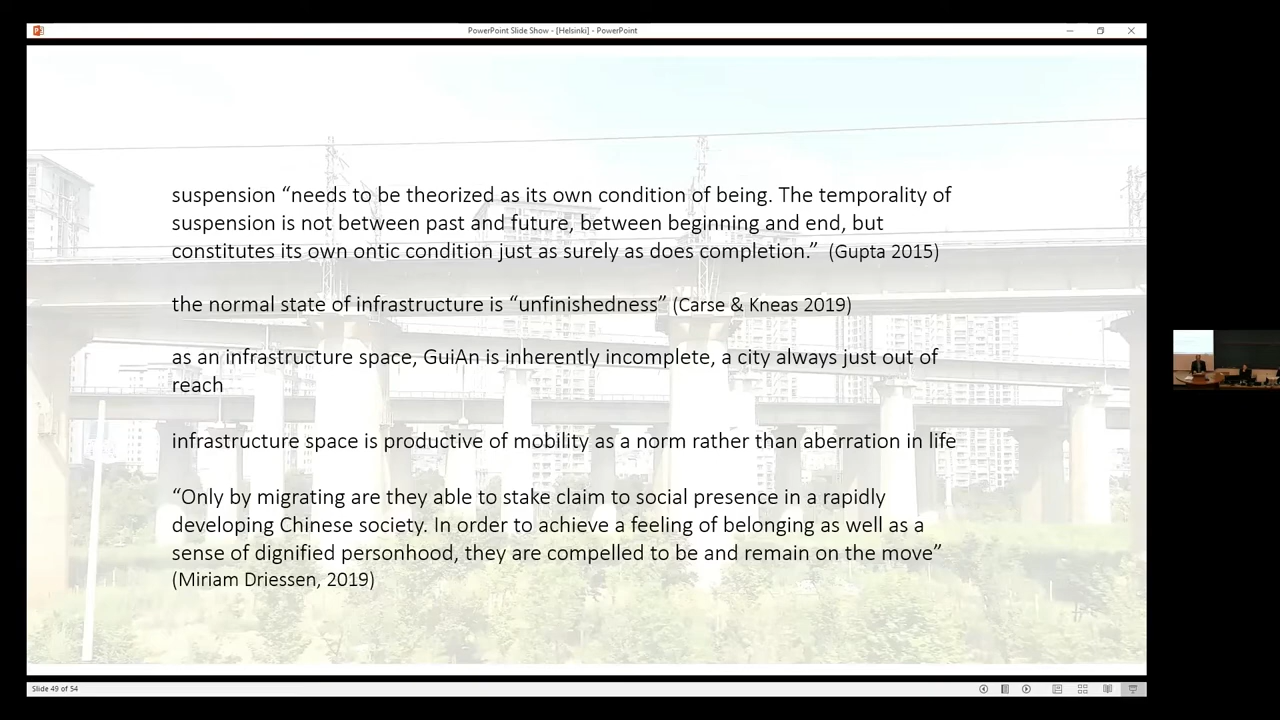 PowerPoint Slide Show - [Helsinki] - PowerPoint
suspension “needs to be theorized as its own condition of being. The temporality of
suspension is not between past and future, between beginning and end, but
constitutes its own ontic condition just as surely as does completion.” (Gupta 2015)
the normal state of infrastructure is “unfinishedness” (Carse & Kneas 2019)
as an infrastructure space, GuiAn is inherently incomplete, a city always just out of
reach
infrastructure space is productive of mobility as a norm rather than aberration in life
“Only by migrating are they able to stake claim to social presence in a rapidly
developing Chinese society. In order to achieve a feeling of belonging as well as a
sense of dignified personhood, they are compelled to be and remain on the move”
(Miriam Driessen, 2019)
Slide 49 of 54